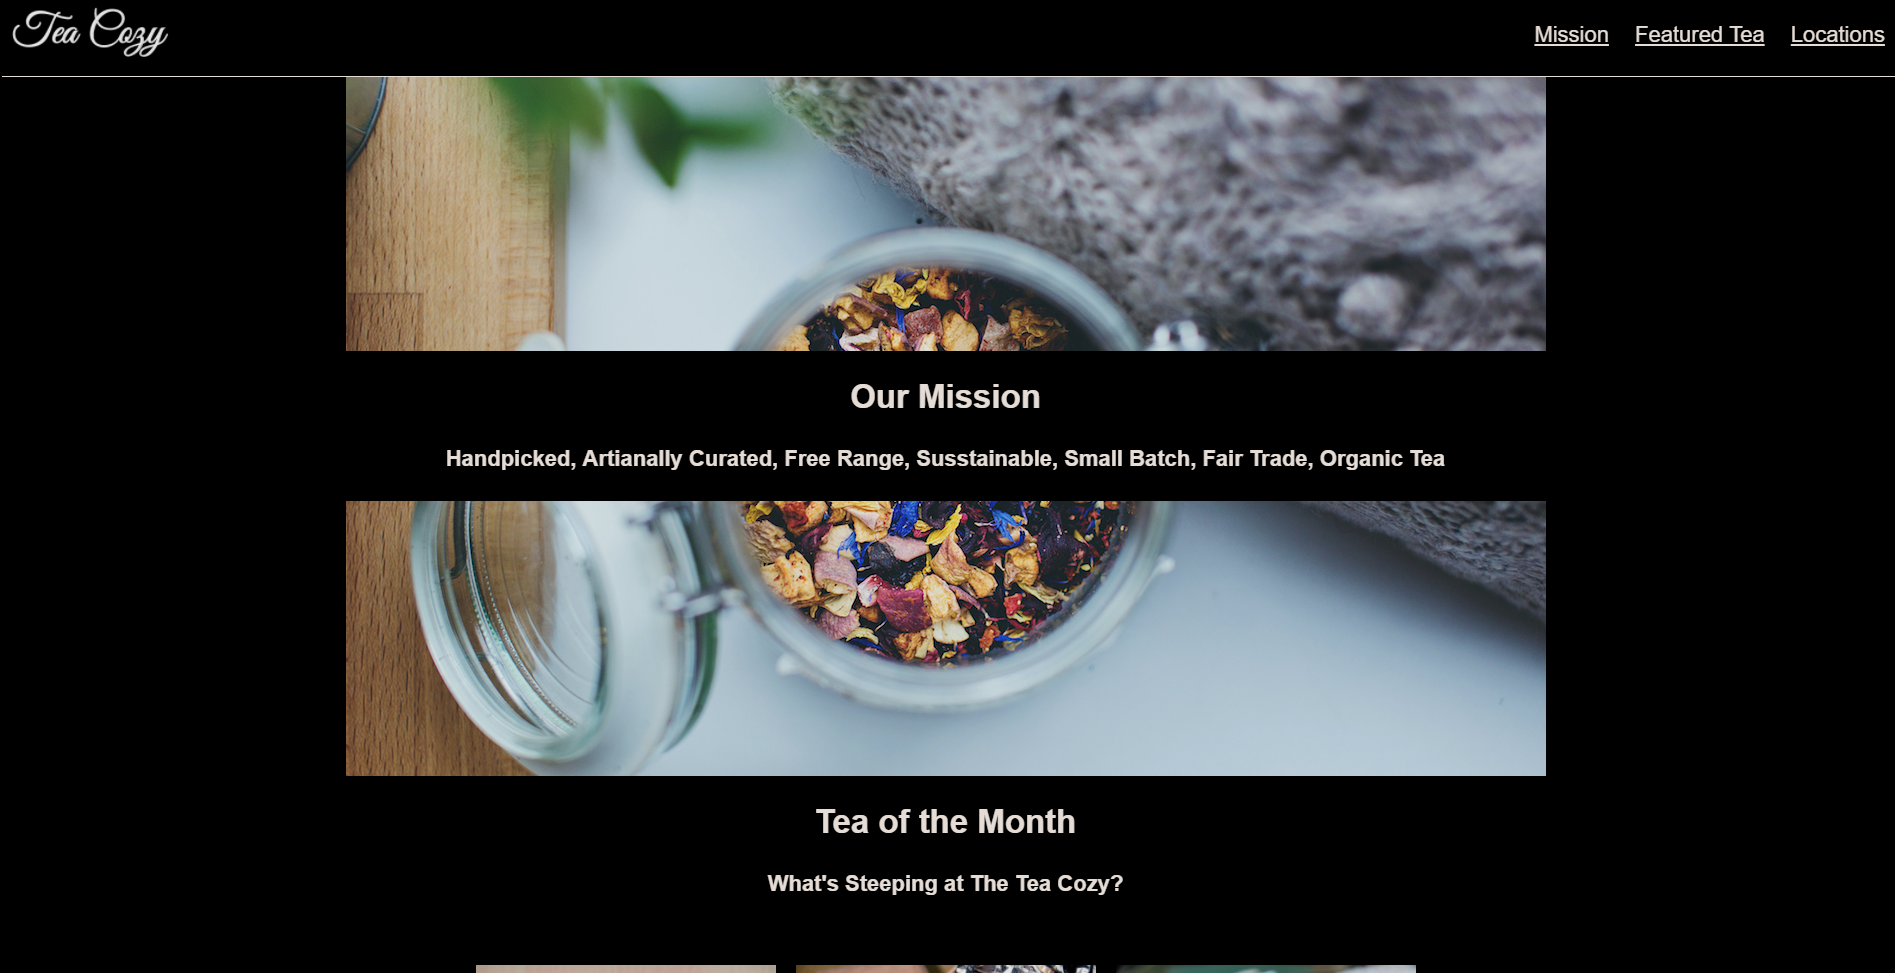 Tea Cozy
Mission Featured Tea Locations
Our Mission
Handpicked, Artianally Curated, Free Range, Susstainable, Small Batch, Fair Trade, Organic Tea
Tea of the Month
What's Steeping at The Tea Cozy?